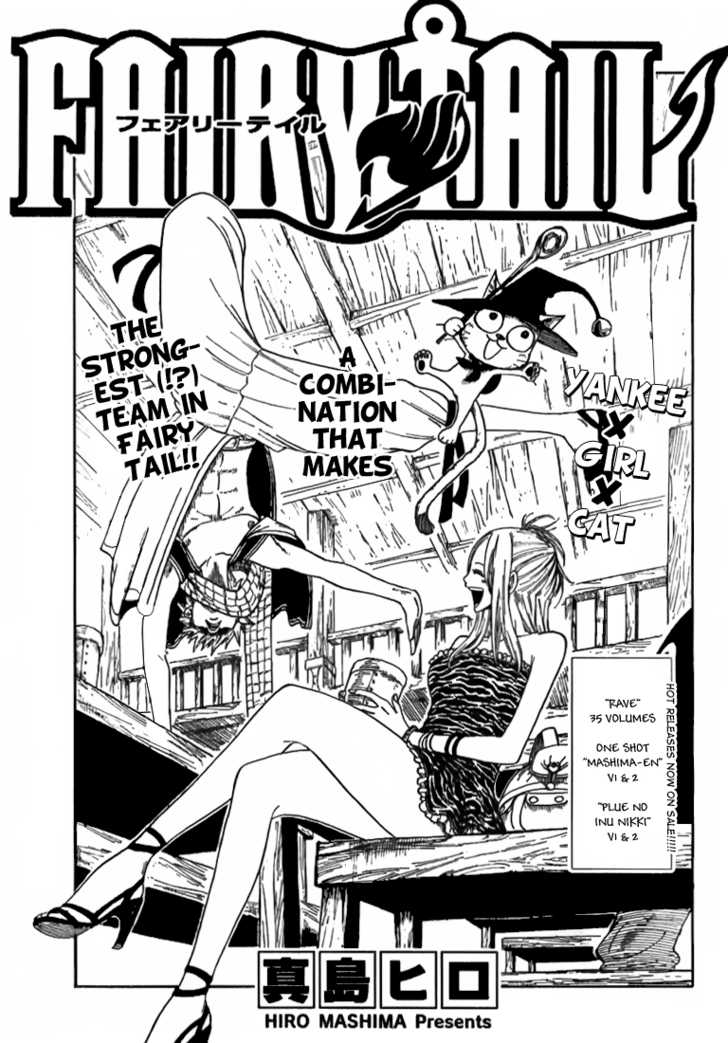 FAIRY TAIL
フェアリーテイル
YANKEE
X
GIRL
X
CAT
A
COMBI-
NATION
THAT
MAKES
THE
STRONG-
EST (!?)
TEAM IN
FAIRY
TAIL!!
HOT RELEASES NOW ON SALE!!!!!
"RAVE"
35 VOLUMES
ONE SHOT
"MASHIMA-EN"
V1 & 2
"PLUE NO
INU NIKKI"
V1 & 2
真島ヒロ
HIRO MASHIMA Presents